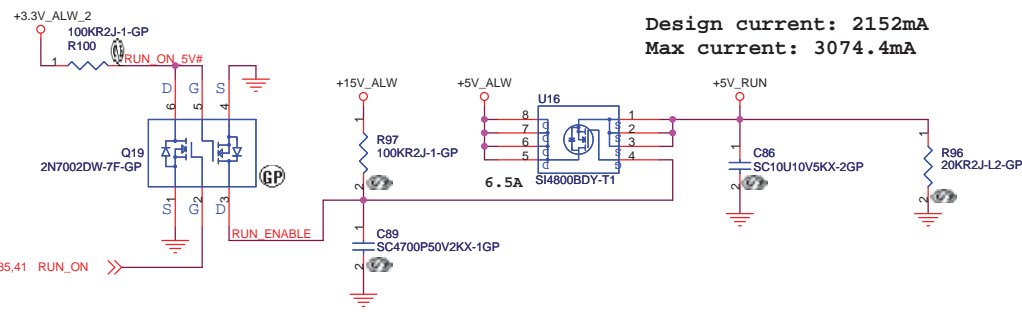 +3.3V_ALW_2
100KR2J-1-GP
R100
1
2
RUN_ON_5V#
Design current: 2152mA
Max current: 3074.4mA
D G S
6 5 4
Q19
2N7002DW-7F-GP
GP
S G D
1 2 3
RUN_ENABLE
35,41 RUN_ON
+15V_ALW
1
R97
100KR2J-1-GP
2
1
C89
SC4700P50V2KX-1GP
2
+5V_ALW
U16
8 D S 1
7 D S 2
6 D S 3
5 D G 4
6.5A
SI4800BDY-T1
+5V_RUN
1
C86
SC10U10V5KX-2GP
2
1
R96
20KR2J-L2-GP
2